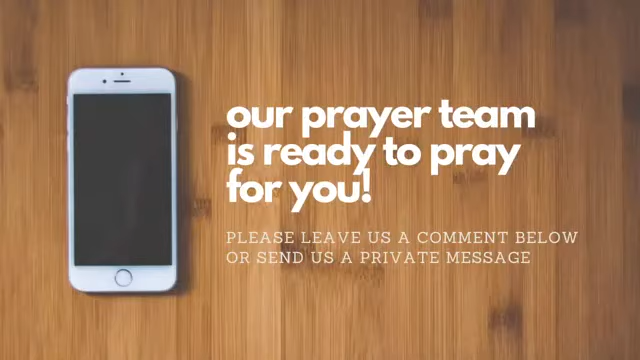 our prayer team
is ready to pray
for you!
PLEASE LEAVE US A COMMENT BELOW
OR SEND US A PRIVATE MESSAGE